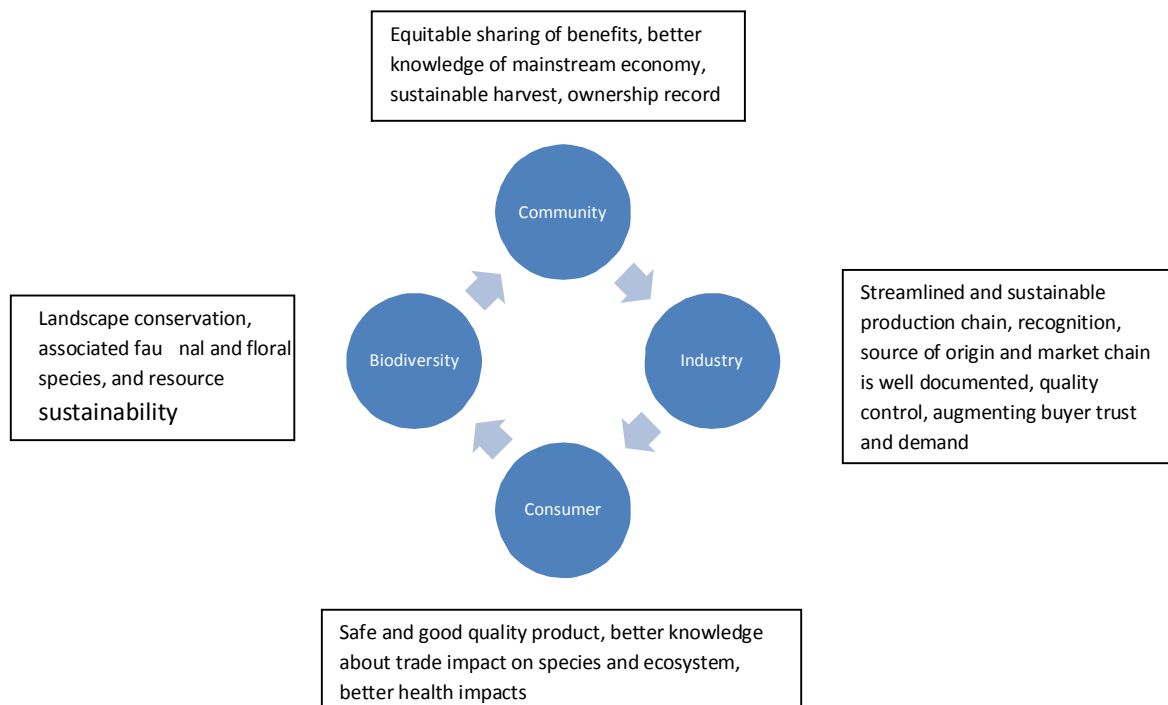 Equitable sharing of benefits, better
knowledge of mainstream economy,
sustainable harvest, ownership record
Community
Landscape conservation,
associated fau nal and floral
species, and resource
sustainability
Biodiversity
Industry
Streamlined and sustainable
production chain, recognition,
source of origin and market chain
is well documented, quality
control, augmenting buyer trust
and demand
Consumer
Safe and good quality product, better knowledge
about trade impact on species and ecosystem,
better health impacts